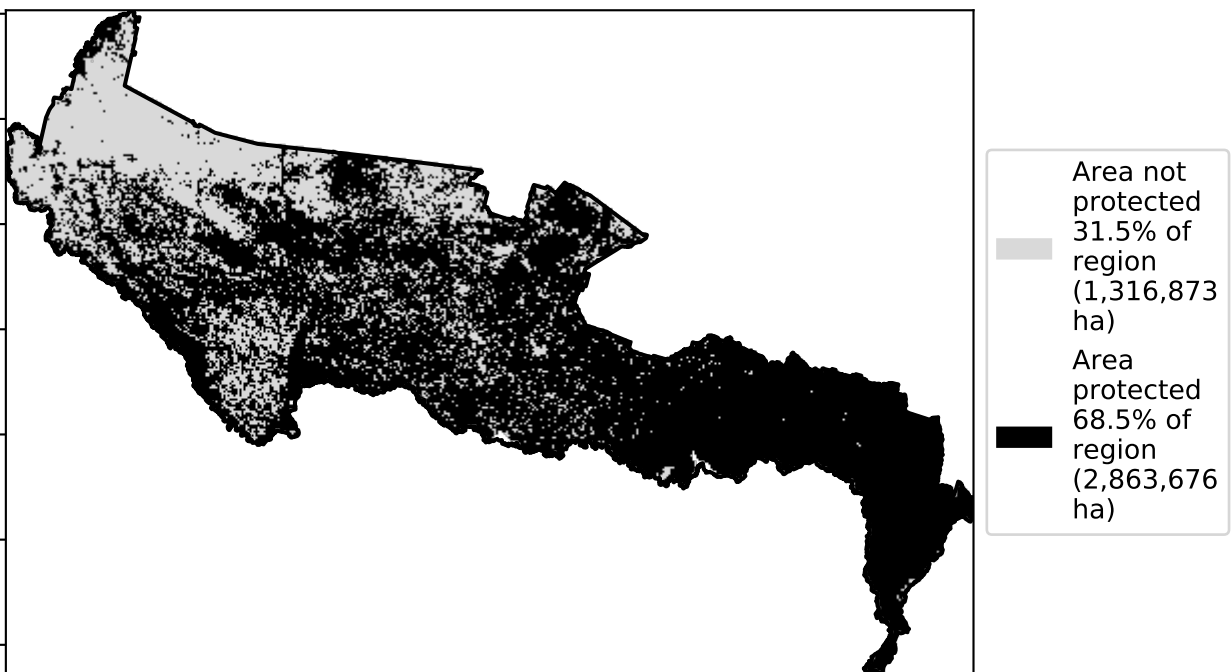 Area not
protected
31.5% of
region
(1,316,873
ha)
Area
protected
68.5% of
region
(2,863,676
ha)